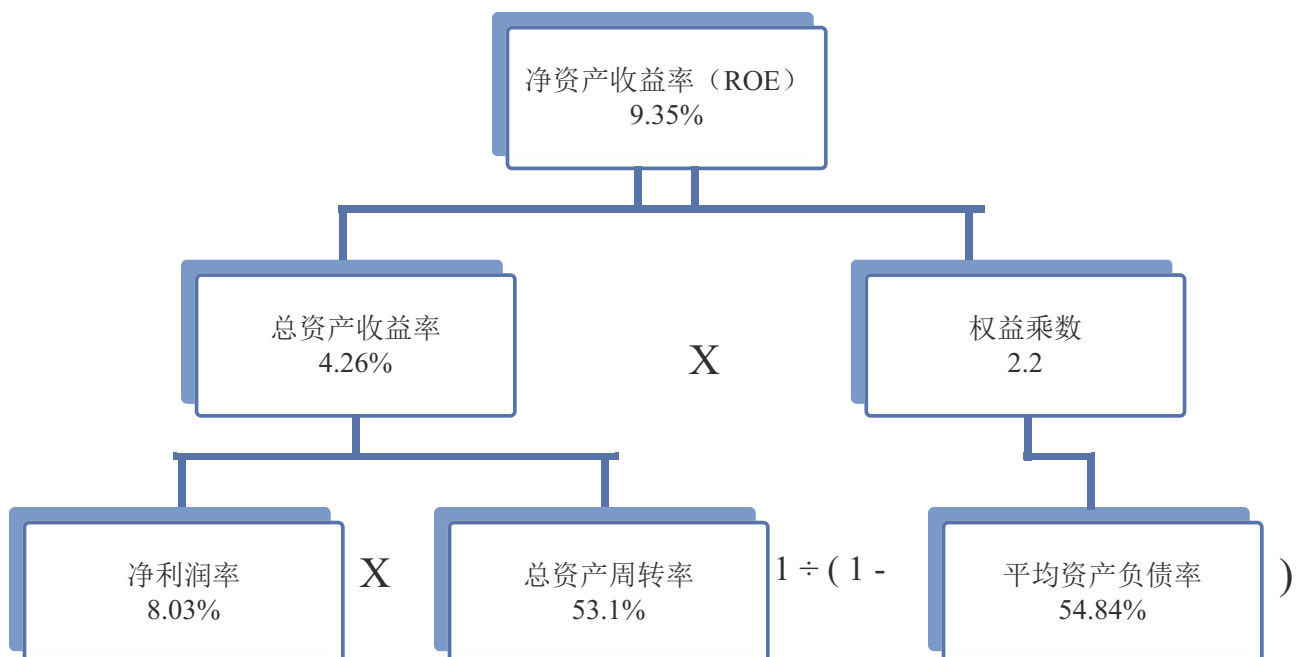 净资产收益率（ROE）
9.35%
总资产收益率
4.26%
X
权益乘数
2.2
净利润率
8.03%
X
总资产周转率
53.1%
1 ÷ ( 1 -
平均资产负债率
54.84%
)